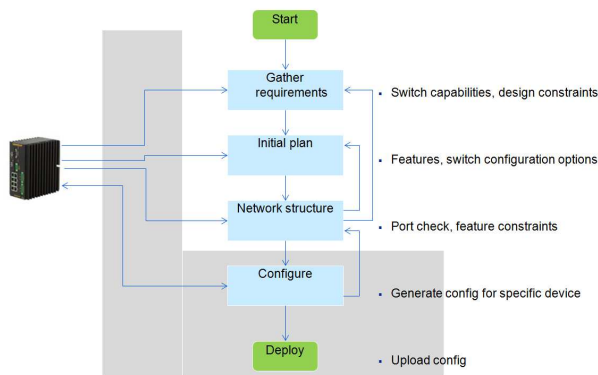 Start
Gather
requirements
Switch capabilities, design constraints
Initial plan
Features, switch configuration options
Network structure
Port check, feature constraints
Configure
Generate config for specific device
Deploy
Upload config